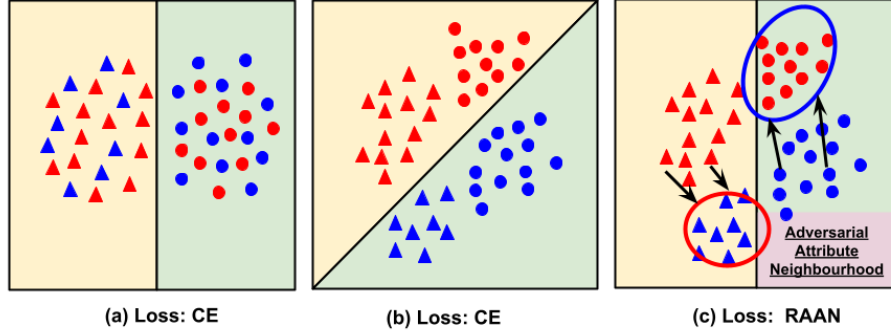 Adversarial
Attribute
Neighbourhood
(a) Loss: CE
(b) Loss: CE
(c) Loss: RAAN